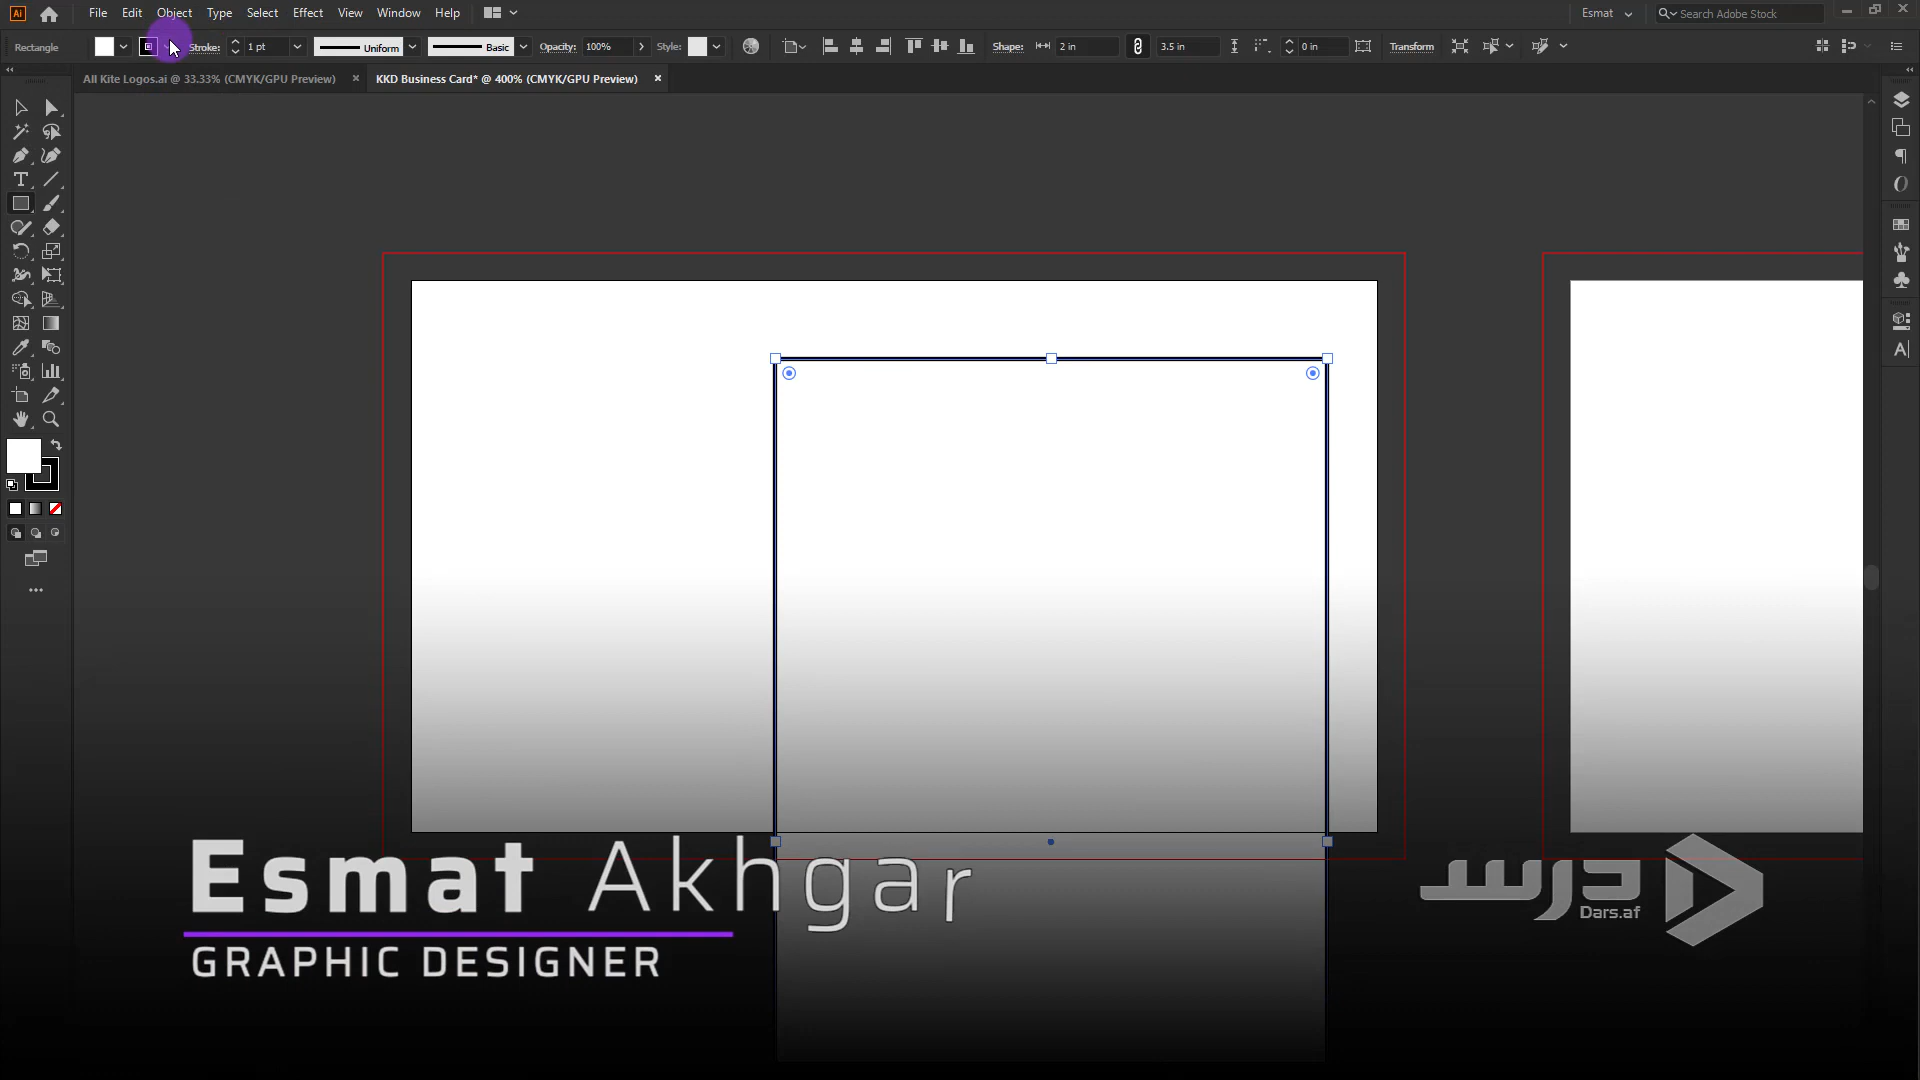 Ai File Edit Object Type Select Effect View Window Help Esmat Search Adobe Stock
Rectangle Stroke: 1 pt Uniform Basic Opacity: 100% Style: Shape: 2 in 3.5 in 0 in Transform
All Kite Logos.ai @ 33.33% (CMYK/GPU Preview) × KKD Business Card* @ 400% (CMYK/GPU Preview) ×
Esmat Akhgar
GRAPHIC DESIGNER
درس
Dars.af